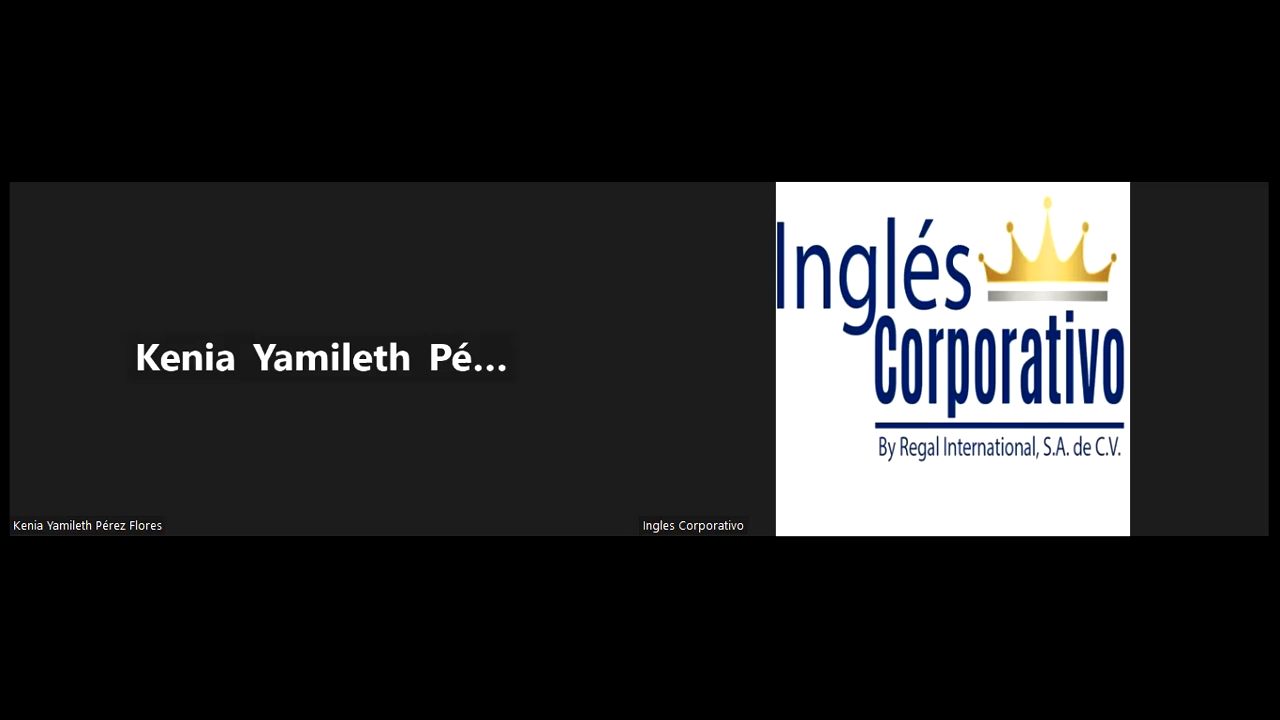 Kenia Yamileth Pé...
Kenia Yamileth Pérez Flores
Inglés
Corporativo
By Regal International, S.A. de C.V.
Ingles Corporativo